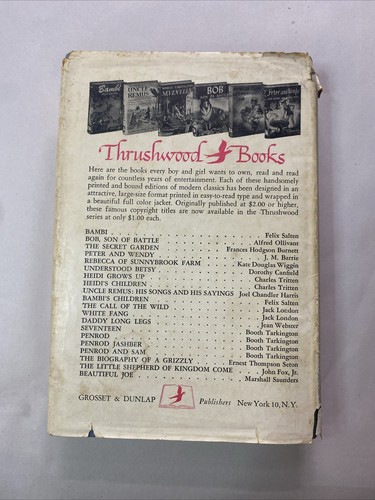 Bambi
UNCLE
REMUS
SEVENTEEN
BOB
Peter and Wendy
Thrushwood Books
Here are the books every boy and girl wants to own, read and read
again for countless years of entertainment. Each of these handsomely
printed and bound editions of modern classics has been designed in an
attractive, large-size format printed in easy-to-read type and wrapped in
a beautiful full color jacket. Originally published at $2.00 or higher,
these famous copyright titles are now available in the Thrushwood
series at only $1.00 each.
BAMBI Felix Salten
BOB, SON OF BATTLE Alfred Ollivant
THE SECRET GARDEN Frances Hodgson Burnett
PETER AND WENDY J. M. Barrie
REBECCA OF SUNNYBROOK FARM Kate Douglas Wiggin
UNDERSTOOD BETSY Dorothy Canfield
HEIDI GROWS UP Charles Tritten
HEIDI'S CHILDREN Charles Tritten
UNCLE REMUS: HIS SONGS AND HIS SAYINGS Joel Chandler Harris
BAMBI'S CHILDREN Felix Salten
THE CALL OF THE WILD Jack London
WHITE FANG Jack London
DADDY LONG LEGS Jean Webster
SEVENTEEN Booth Tarkington
PENROD Booth Tarkington
PENROD JASHBER Booth Tarkington
PENROD AND SAM Booth Tarkington
THE BIOGRAPHY OF A GRIZZLY Ernest Thompson Seton
THE LITTLE SHEPHERD OF KINGDOM COME John Fox, Jr.
BEAUTIFUL JOE Marshall Saunders
GROSSET & DUNLAP Publishers New York 10, N.Y.